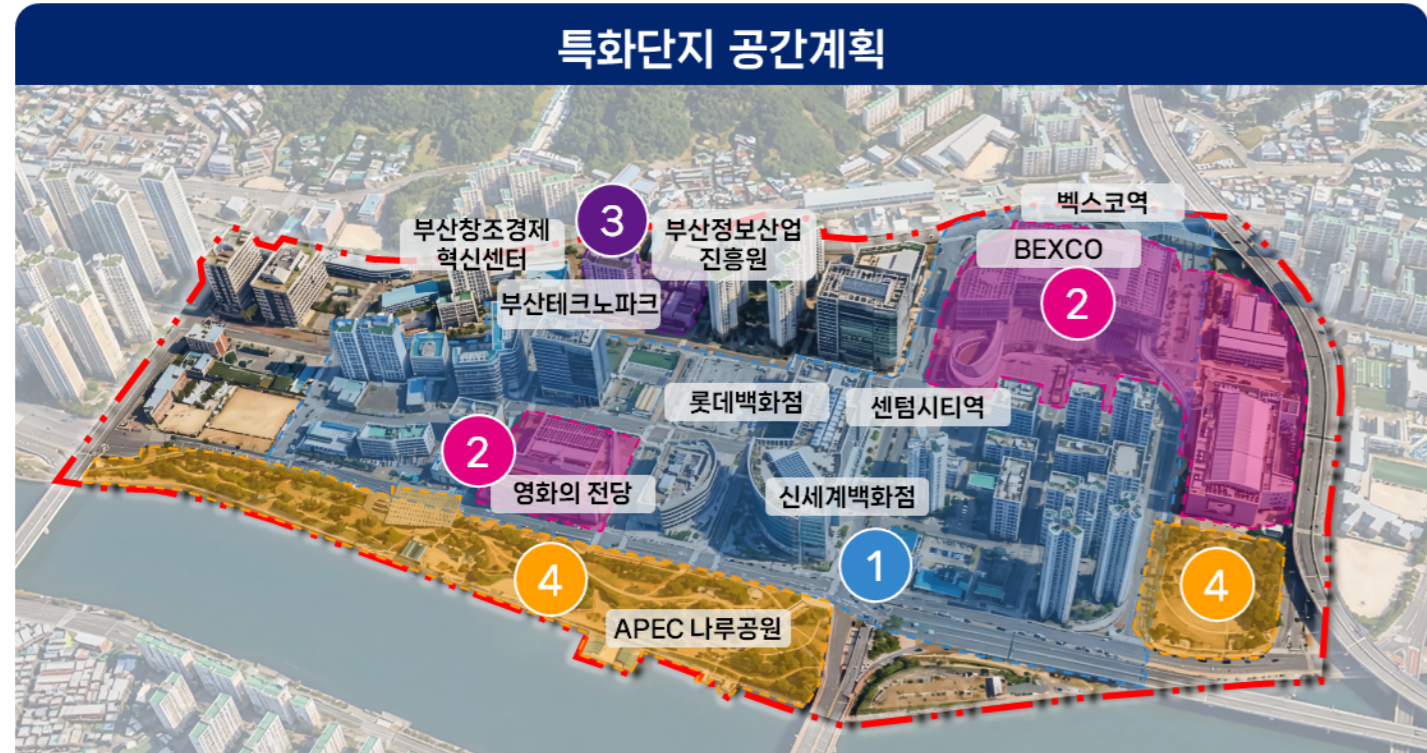 특화단지 공간계획
벡스코역
3
부산창조경제
혁신센터
부산정보산업
진흥원
BEXCO
2
부산테크노파크
롯데백화점
센텀시티역
2
영화의 전당
신세계백화점
1
4
4
APEC 나루공원